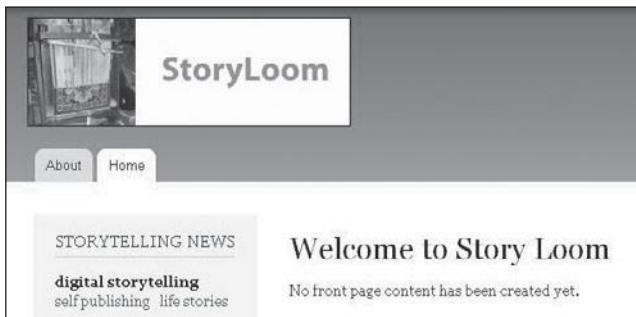 StoryLoom
About Home
STORYTELLING NEWS
digital storytelling
self publishing life stories
Welcome to Story Loom
No front page content has been created yet.